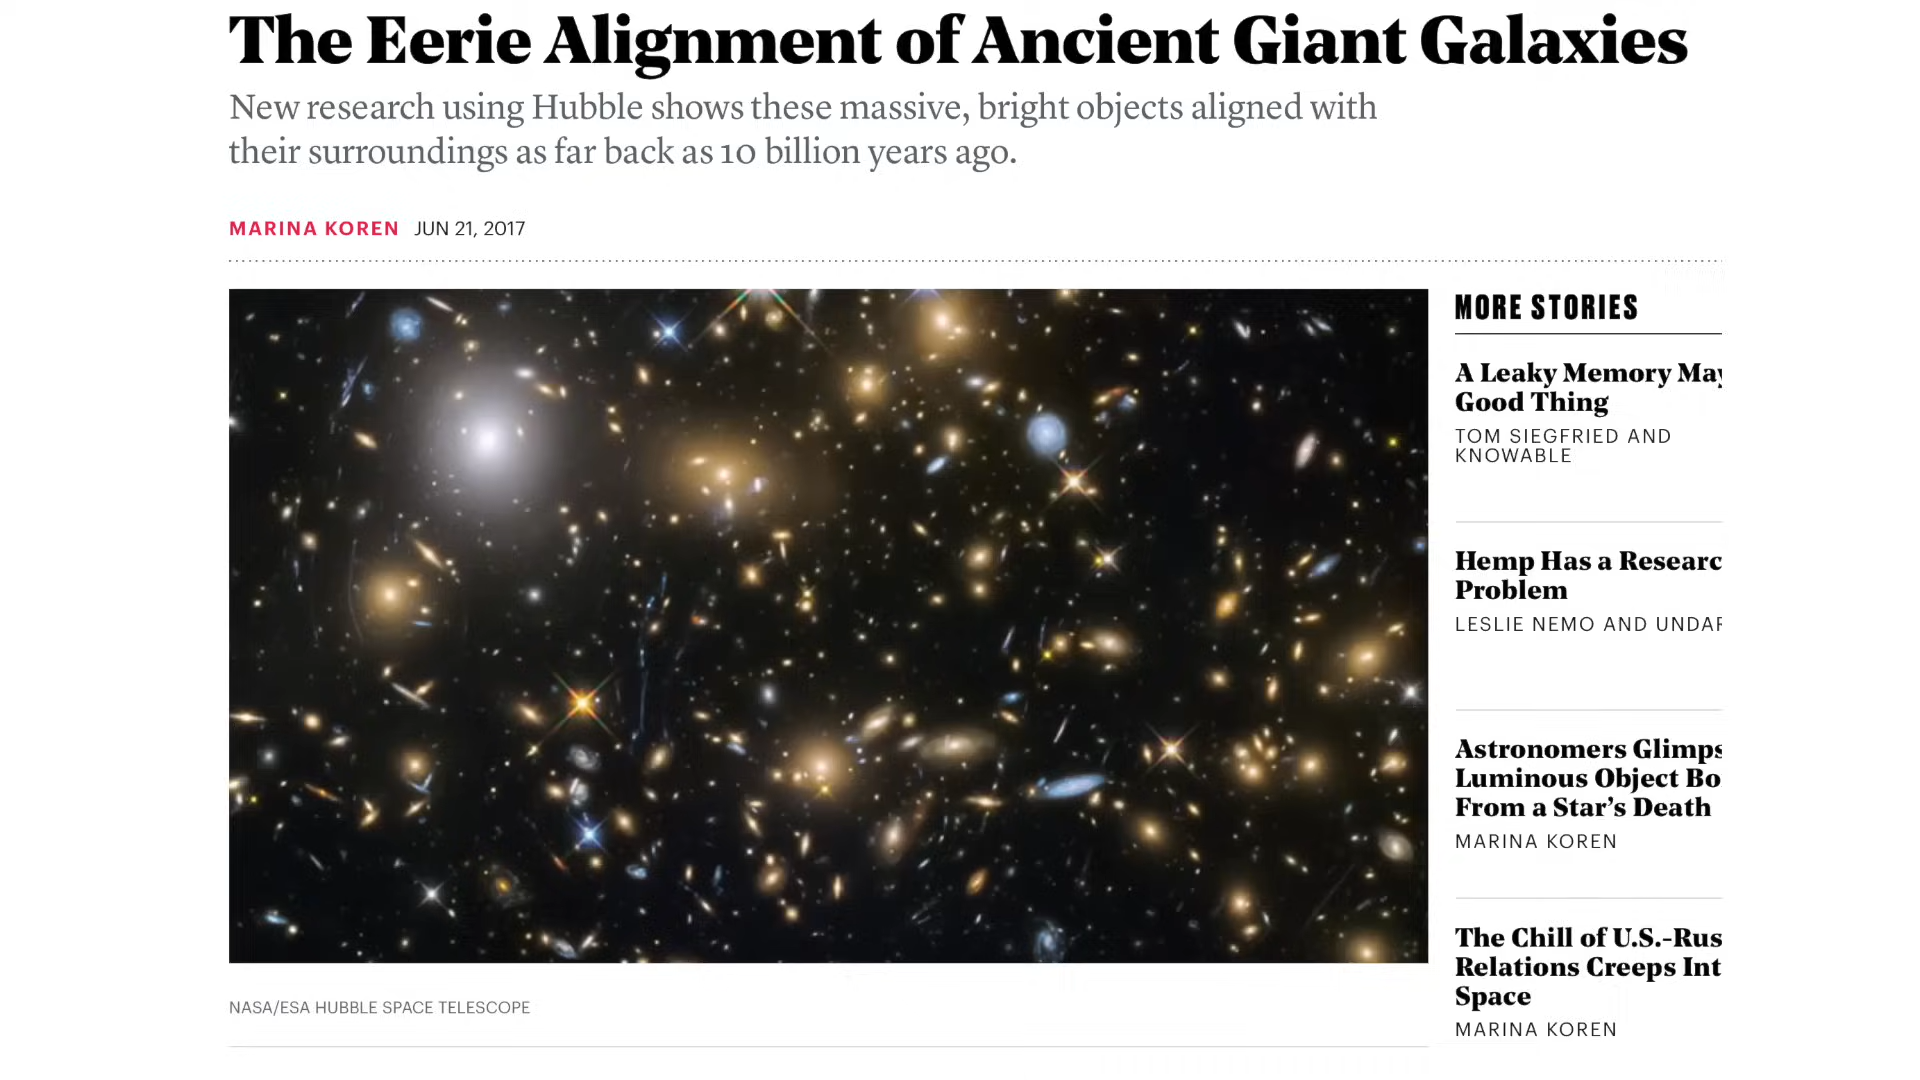 The Eerie Alignment of Ancient Giant Galaxies
New research using Hubble shows these massive, bright objects aligned with
their surroundings as far back as 10 billion years ago.
MARINA KOREN JUN 21, 2017
MORE STORIES
A Leaky Memory May
Good Thing
TOM SIEGFRIED AND
KNOWABLE
Hemp Has a Researc
Problem
LESLIE NEMO AND UNDAR
Astronomers Glimps
Luminous Object Bo
From a Star's Death
MARINA KOREN
The Chill of U.S.-Rus
Relations Creeps Int
Space
MARINA KOREN
NASA/ESA HUBBLE SPACE TELESCOPE